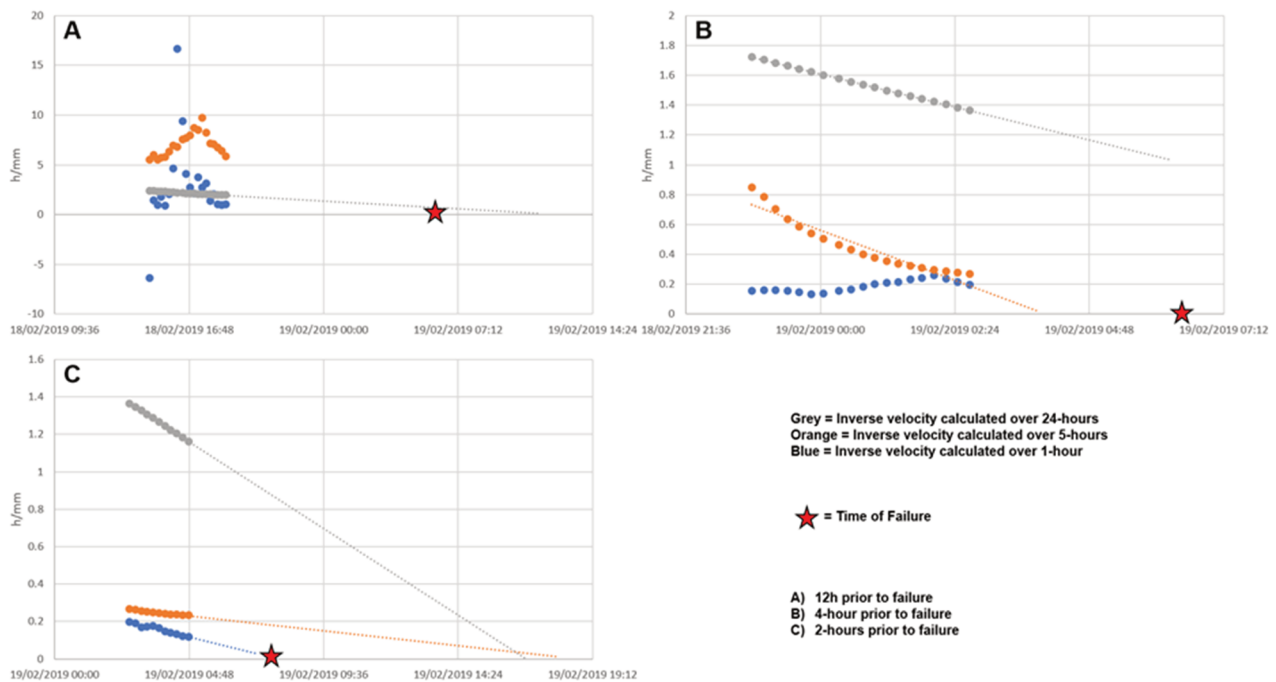 A
20
15
10
5
0
-5
-10
h/mm
18/02/2019 09:36 18/02/2019 16:48 19/02/2019 00:00 19/02/2019 07:12 19/02/2019 14:24
B
2
1.8
1.6
1.4
1.2
1
0.8
0.6
0.4
0.2
0
h/mm
18/02/2019 21:36 19/02/2019 00:00 19/02/2019 02:24 19/02/2019 04:48 19/02/2019 07:12
C
1.6
1.4
1.2
1
0.8
0.6
0.4
0.2
0
h/mm
19/02/2019 00:00 19/02/2019 04:48 19/02/2019 09:36 19/02/2019 14:24 19/02/2019 19:12
Grey = Inverse velocity calculated over 24-hours
Orange = Inverse velocity calculated over 5-hours
Blue = Inverse velocity calculated over 1-hour
= Time of Failure
A) 12h prior to failure
B) 4-hour prior to failure
C) 2-hours prior to failure